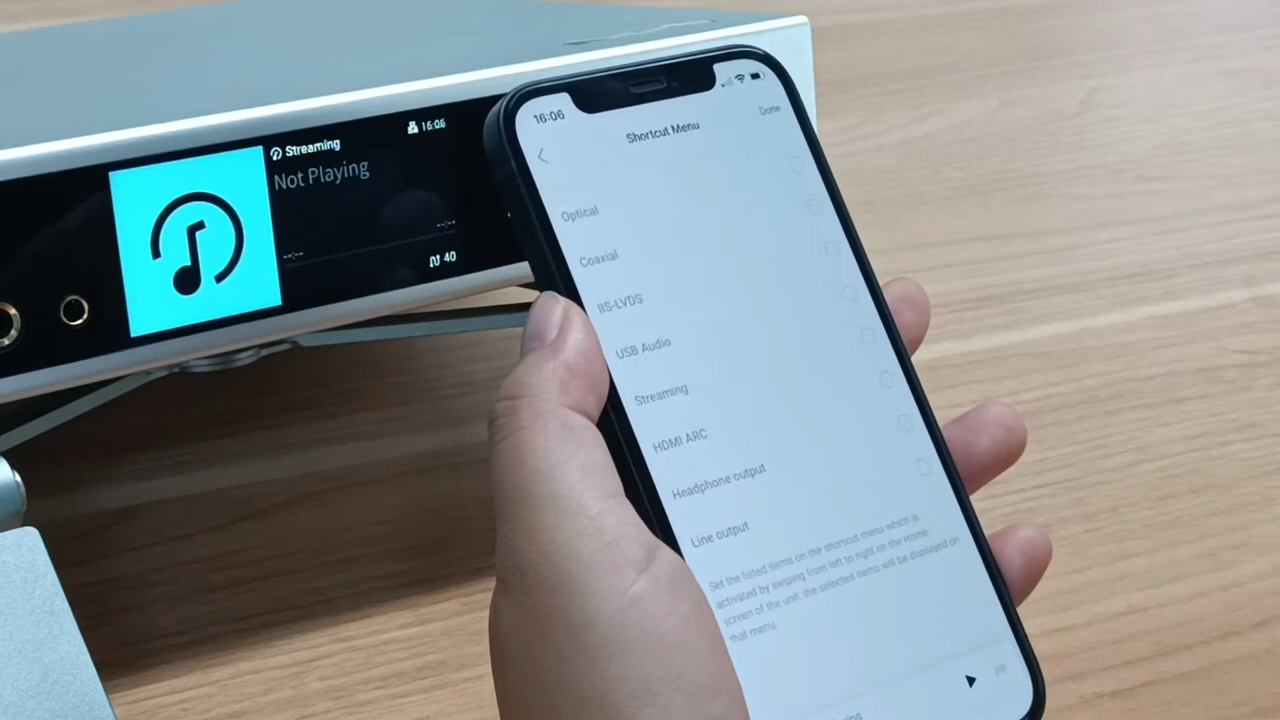 Streaming
16:06
Not Playing
--:--
--:--
40
16:06
Shortcut Menu
Done
Optical
Coaxial
IIS-LVDS
USB Audio
Streaming
HDMI ARC
Headphone output
Line output
Set the listed items on the shortcut menu which is
activated by swiping from left to right on the Home
screen of the unit. the selected items will be displayed on
that menu.